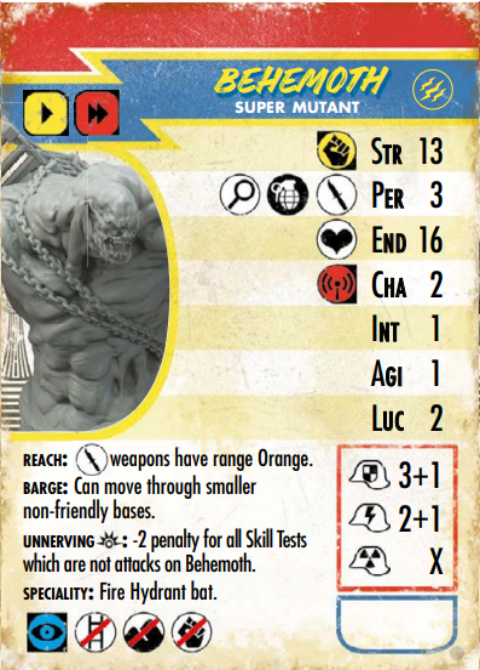 BEHEMOTH
SUPER MUTANT
STR 13
PER 3
END 16
CHA 2
INT 1
AGI 1
LUC 2
REACH: weapons have range Orange.
BARGE: Can move through smaller
non-friendly bases.
UNNERVING : -2 penalty for all Skill Tests
which are not attacks on Behemoth.
SPECIALITY: Fire Hydrant bat.
3+1
2+1
X